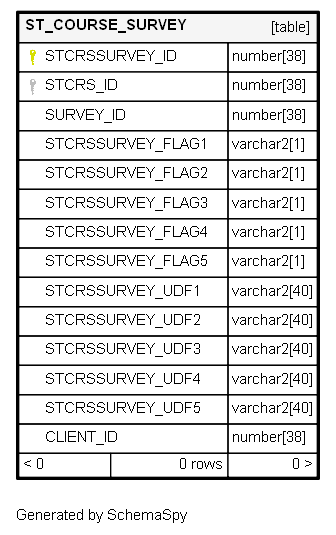 ST_COURSE_SURVEY [table]
STCRSSURVEY_ID number[38]
STCRS_ID number[38]
SURVEY_ID number[38]
STCRSSURVEY_FLAG1 varchar2[1]
STCRSSURVEY_FLAG2 varchar2[1]
STCRSSURVEY_FLAG3 varchar2[1]
STCRSSURVEY_FLAG4 varchar2[1]
STCRSSURVEY_FLAG5 varchar2[1]
STCRSSURVEY_UDF1 varchar2[40]
STCRSSURVEY_UDF2 varchar2[40]
STCRSSURVEY_UDF3 varchar2[40]
STCRSSURVEY_UDF4 varchar2[40]
STCRSSURVEY_UDF5 varchar2[40]
CLIENT_ID number[38]
< 0 0 rows 0 >
Generated by SchemaSpy